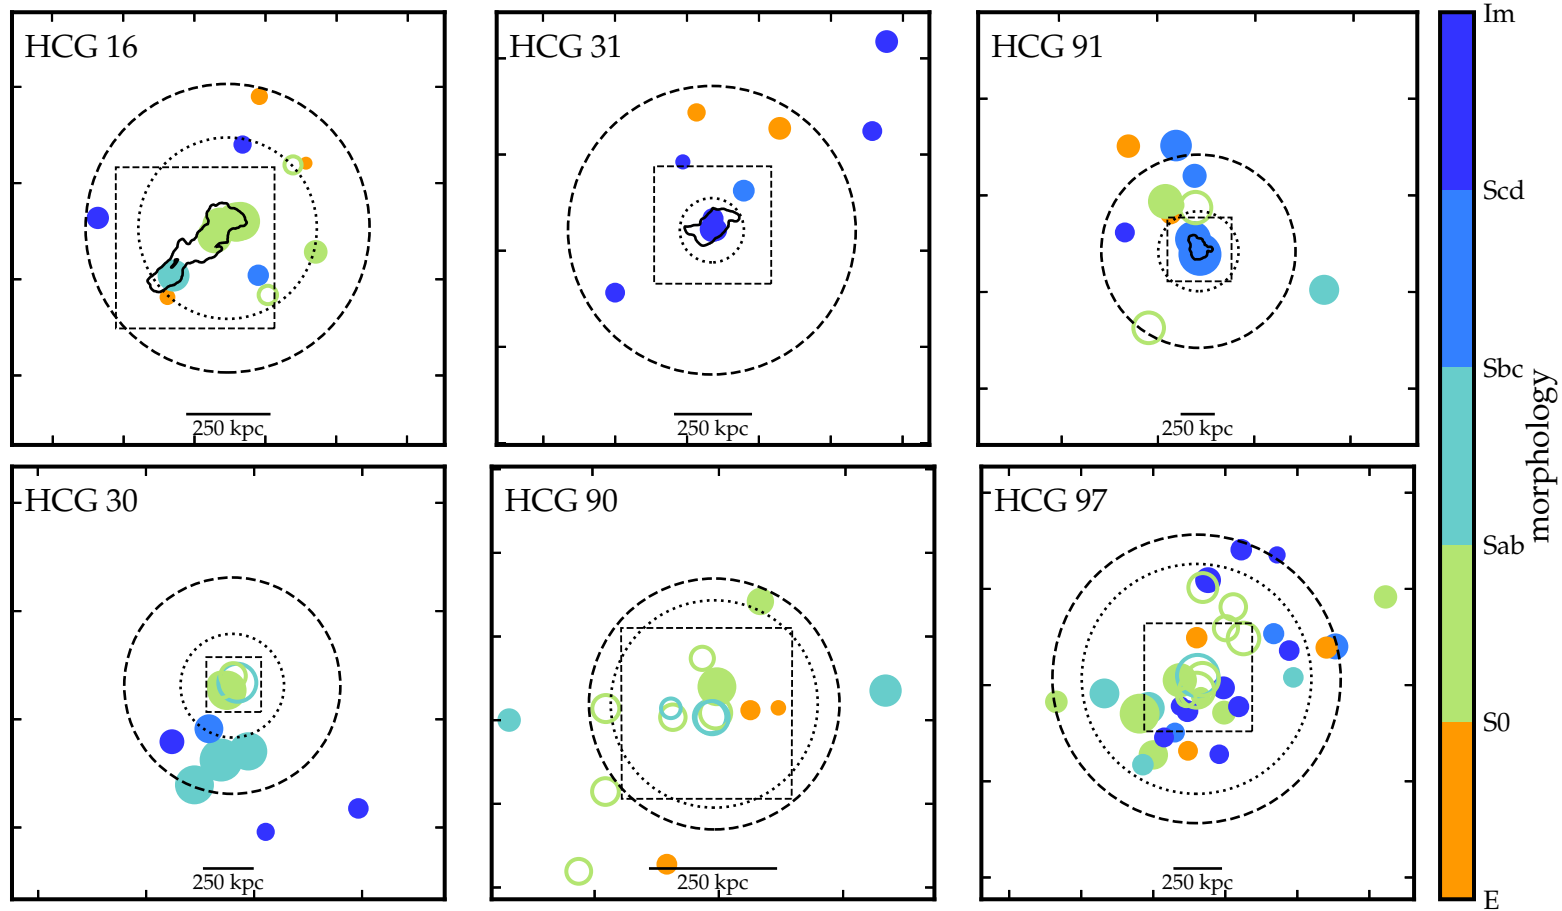 HCG 16
250 kpc
HCG 31
250 kpc
HCG 91
250 kpc
HCG 30
250 kpc
HCG 90
250 kpc
HCG 97
250 kpc
Im
Scd
Sbc
Sab
S0
E
morphology